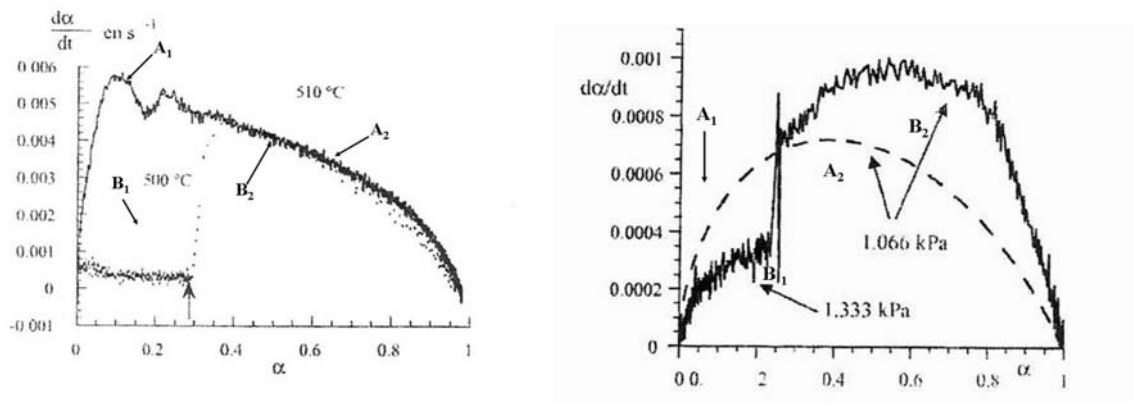 dα
dt
en s⁻¹
A₁
0.006
0.005
0.004
0.003
0.002
0.001
0
-0.001
510 °C
A₂
B₁
500 °C
B₂
0
0.2
0.4
0.6
0.8
1
α
0.001
dα/dt
0.0008
0.0006
0.0004
0.0002
0
A₁
B₂
A₂
1.066 kPa
B₁
1.333 kPa
0 0.
2
0.4
0.6
0.8
α
1